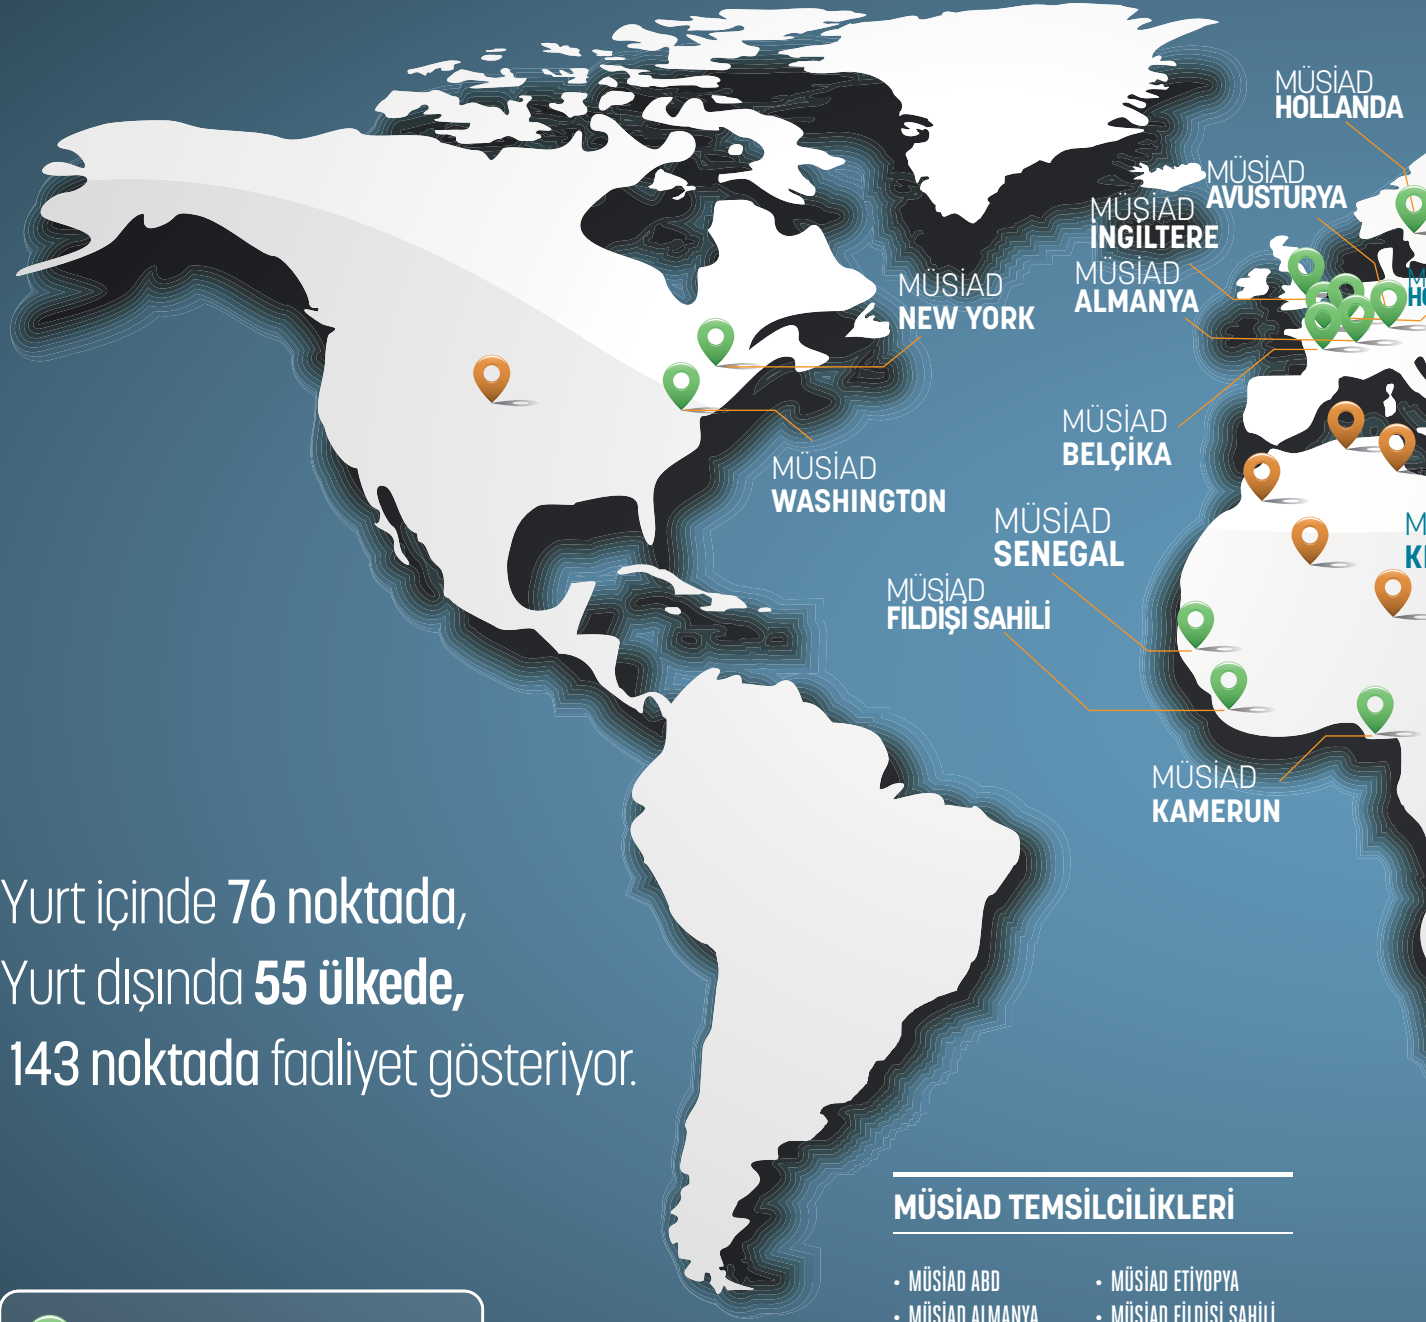 MÜSİAD
HOLLANDA
MÜSİAD
AVUSTURYA
MÜSİAD
İNGİLTERE
MÜSİAD
ALMANYA
MÜSİAD
NEW YORK
MÜSİAD
BELÇİKA
MÜSİAD
WASHINGTON
MÜSİAD
SENEGAL
MÜSİAD
FİLDİŞİ SAHİLİ
MÜSİAD
KAMERUN
Yurt içinde 76 noktada,
Yurt dışında 55 ülkede,
143 noktada faaliyet gösteriyor.
MÜSİAD TEMSİLCİLİKLERİ
• MÜSİAD ABD
• MÜSİAD ALMANYA
• MÜSİAD ETİYOPYA
• MÜSİAD FİLDİŞİ SAHİLİ